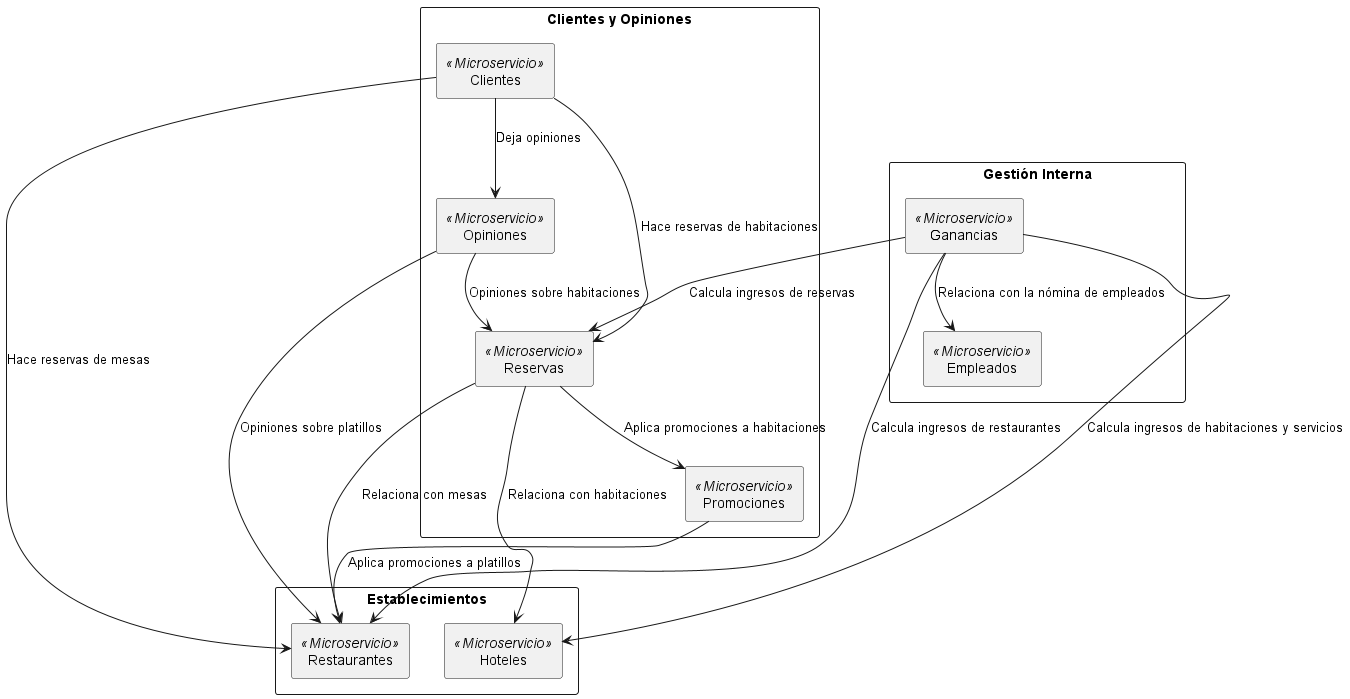 Clientes y Opiniones
«Microservicio»
Clientes
Deja opiniones
Gestión Interna
«Microservicio»
Opiniones
«Microservicio»
Ganancias
Hace reservas de habitaciones
Opiniones sobre habitaciones
Calcula ingresos de reservas
Relaciona con la nómina de empleados
Hace reservas de mesas
«Microservicio»
Reservas
«Microservicio»
Empleados
Opiniones sobre platillos
Aplica promociones a habitaciones
Calcula ingresos de restaurantes
Calcula ingresos de habitaciones y servicios
Relaciona con mesas
Relaciona con habitaciones
«Microservicio»
Promociones
Aplica promociones a platillos
Establecimientos
«Microservicio»
Restaurantes
«Microservicio»
Hoteles